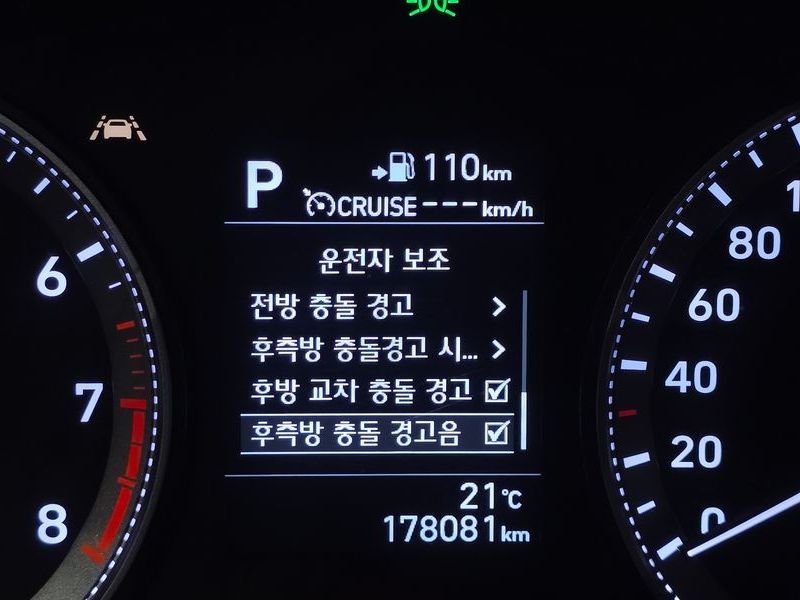 P
110km
CRUISE---km/h
운전자 보조
전방 충돌 경고
후측방 충돌경고 시...
후방 교차 충돌 경고
후측방 충돌 경고음
21℃
178081km
6
7
8
80
60
40
20
0